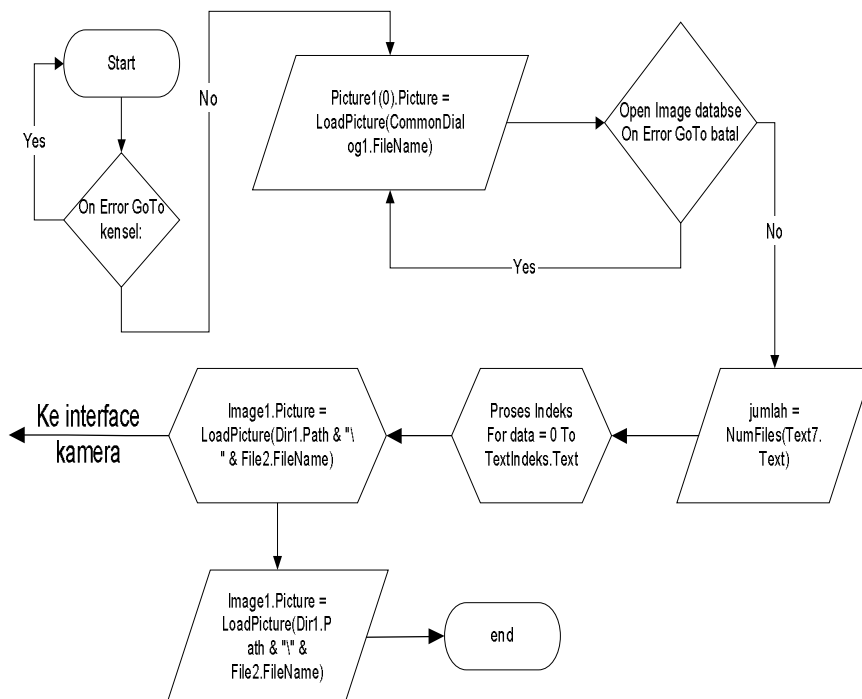 Start
No
Yes
On Error GoTo
kensel:
Picture1(0).Picture =
LoadPicture(CommonDial
og1.FileName)
Open Image databse
On Error GoTo batal
Yes
No
Ke interface
kamera
Image1.Picture =
LoadPicture(Dir1.Path & "\
" & File2.FileName)
Proses Indeks
For data = 0 To
TextIndeks.Text
jumlah =
NumFiles(Text7.
Text)
Image1.Picture =
LoadPicture(Dir1.P
ath & "\" &
File2.FileName)
end